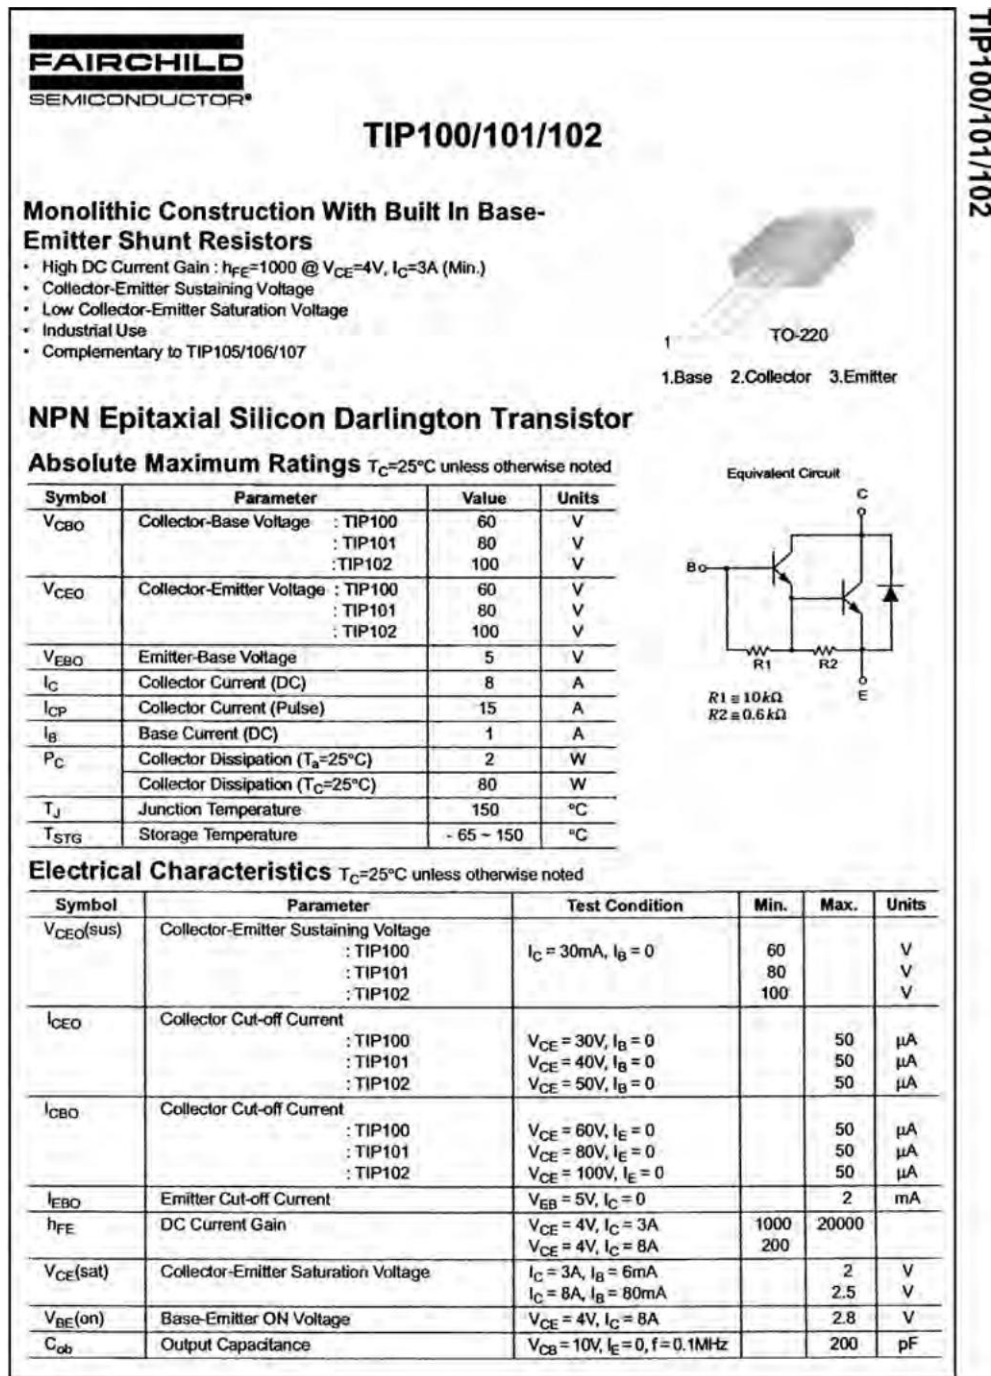 FAIRCHILD
SEMICONDUCTOR®
TIP100/101/102
TIP100/101/102
Monolithic Construction With Built In Base-
Emitter Shunt Resistors
• High DC Current Gain : hFE=1000 @ VCE=4V, IC=3A (Min.)
• Collector-Emitter Sustaining Voltage
• Low Collector-Emitter Saturation Voltage
• Industrial Use
• Complementary to TIP105/106/107
1
TO-220
1.Base 2.Collector 3.Emitter
NPN Epitaxial Silicon Darlington Transistor
Absolute Maximum Ratings TC=25°C unless otherwise noted
Symbol Parameter Value Units
VCBO Collector-Base Voltage : TIP100 60 V
: TIP101 80 V
:TIP102 100 V
VCEO Collector-Emitter Voltage : TIP100 60 V
: TIP101 80 V
: TIP102 100 V
VEBO Emitter-Base Voltage 5 V
IC Collector Current (DC) 8 A
ICP Collector Current (Pulse) 15 A
IB Base Current (DC) 1 A
PC Collector Dissipation (Ta=25°C) 2 W
Collector Dissipation (TC=25°C) 80 W
TJ Junction Temperature 150 °C
TSTG Storage Temperature - 65 ~ 150 °C
Equivalent Circuit
C
B
R1 R2
E
R1 ≅ 10kΩ
R2 ≅ 0.6kΩ
Electrical Characteristics TC=25°C unless otherwise noted
Symbol Parameter Test Condition Min. Max. Units
VCEO(sus) Collector-Emitter Sustaining Voltage
: TIP100 IC = 30mA, IB = 0 60 V
: TIP101 80 V
: TIP102 100 V
ICEO Collector Cut-off Current
: TIP100 VCE = 30V, IB = 0 50 µA
: TIP101 VCE = 40V, IB = 0 50 µA
: TIP102 VCE = 50V, IB = 0 50 µA
ICBO Collector Cut-off Current
: TIP100 VCE = 60V, IE = 0 50 µA
: TIP101 VCE = 80V, IE = 0 50 µA
: TIP102 VCE = 100V, IE = 0 50 µA
IEBO Emitter Cut-off Current VEB = 5V, IC = 0 2 mA
hFE DC Current Gain VCE = 4V, IC = 3A 1000 20000
VCE = 4V, IC = 8A 200
VCE(sat) Collector-Emitter Saturation Voltage IC = 3A, IB = 6mA 2 V
IC = 8A, IB = 80mA 2.5 V
VBE(on) Base-Emitter ON Voltage VCE = 4V, IC = 8A 2.8 V
Cob Output Capacitance VCB = 10V, IE = 0, f = 0.1MHz 200 pF